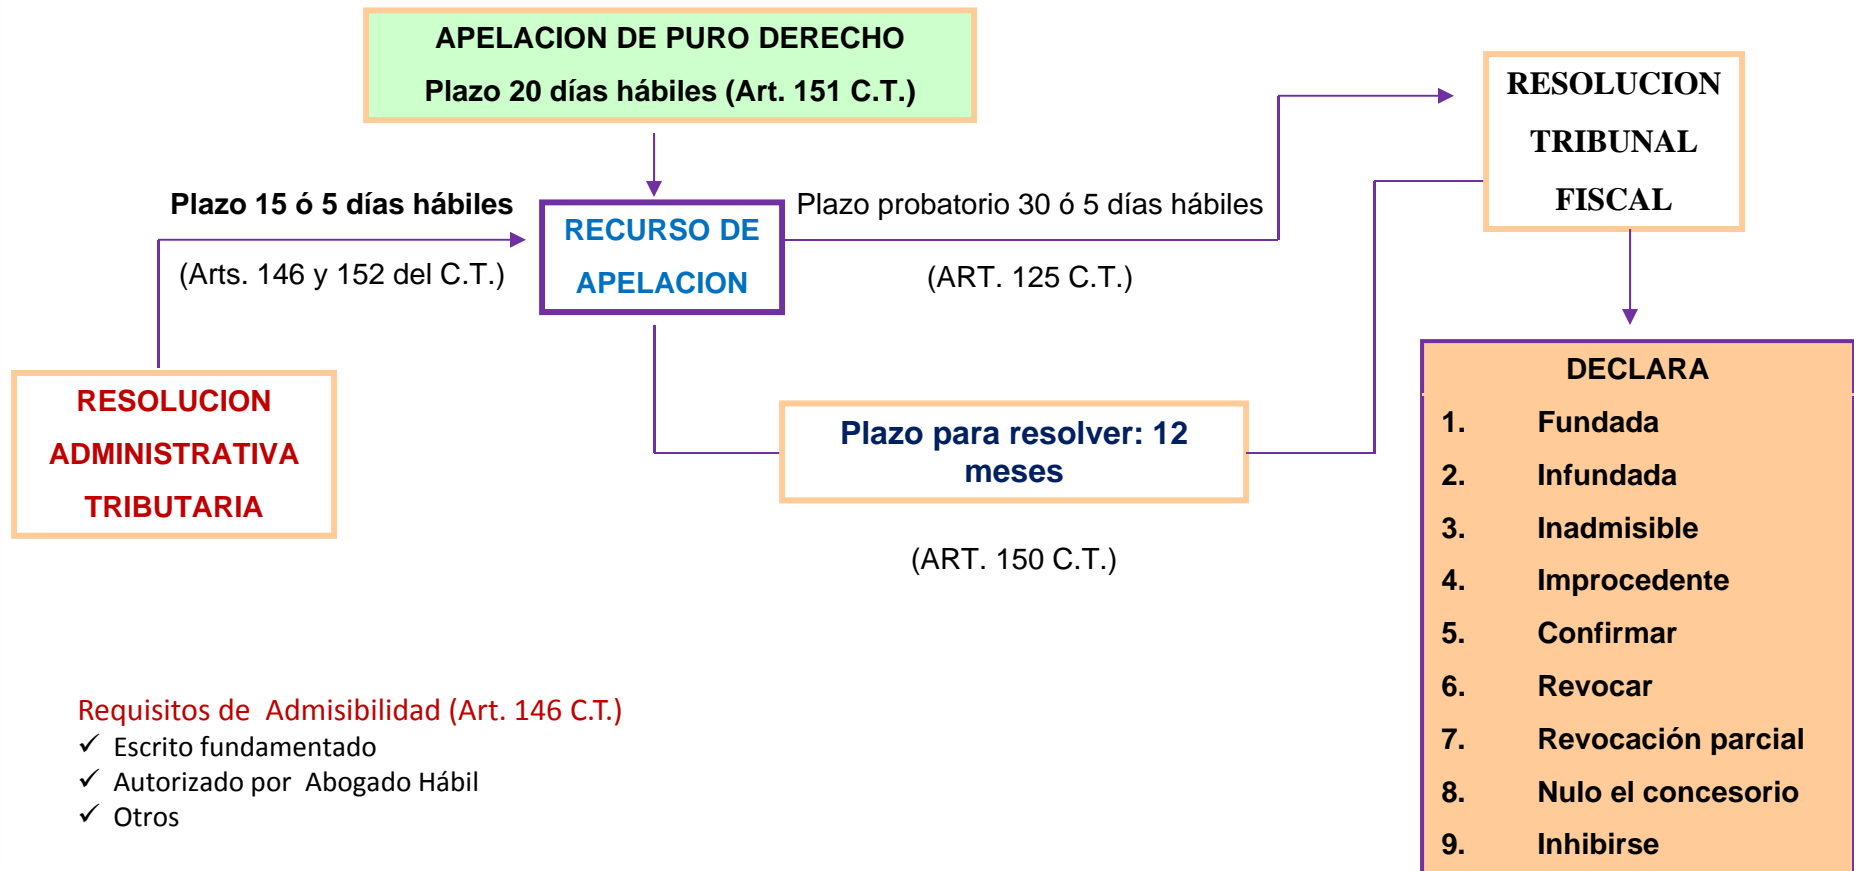 APELACION DE PURO DERECHO
Plazo 20 días hábiles (Art. 151 C.T.)
RESOLUCION
TRIBUNAL
FISCAL
Plazo 15 ó 5 días hábiles
(Arts. 146 y 152 del C.T.)
RECURSO DE
APELACION
Plazo probatorio 30 ó 5 días hábiles
(ART. 125 C.T.)
RESOLUCION
ADMINISTRATIVA
TRIBUTARIA
Plazo para resolver: 12
meses
(ART. 150 C.T.)
DECLARA
1. Fundada
2. Infundada
3. Inadmisible
4. Improcedente
5. Confirmar
6. Revocar
7. Revocación parcial
8. Nulo el concesorio
9. Inhibirse
Requisitos de Admisibilidad (Art. 146 C.T.)
✓ Escrito fundamentado
✓ Autorizado por Abogado Hábil
✓ Otros